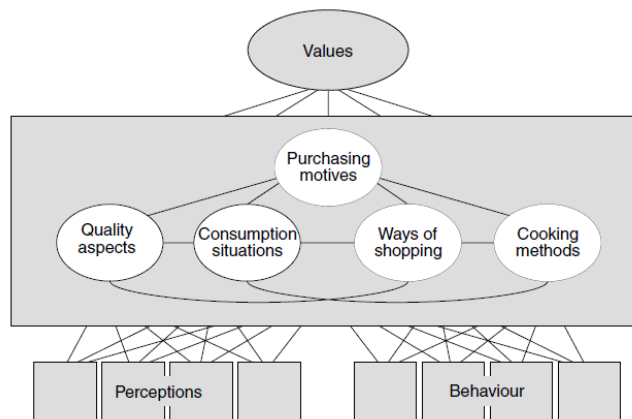 Values
Purchasing
motives
Quality
aspects
Consumption
situations
Ways of
shopping
Cooking
methods
Perceptions
Behaviour